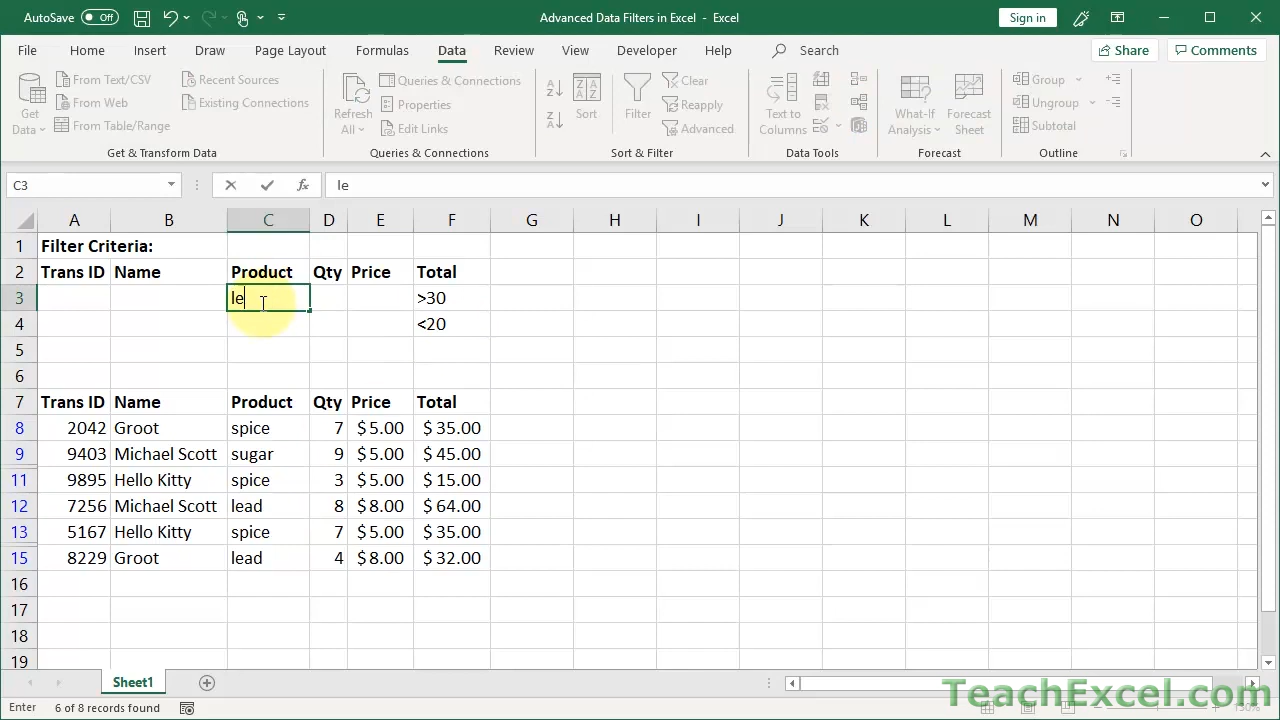 AutoSave Off Advanced Data Filters in Excel - Excel Sign in
File Home Insert Draw Page Layout Formulas Data Review View Developer Help Search Share Comments
From Text/CSV Recent Sources Queries & Connections Clear Group
From Web Existing Connections Properties Reapply Ungroup
From Table/Range Edit Links Advanced Subtotal
Get Data Refresh All Sort Filter Text to Columns What-If Analysis Forecast Sheet
Get & Transform Data Queries & Connections Sort & Filter Data Tools Forecast Outline
C3 fx le
A B C D E F G H I J K L M N O
1 Filter Criteria:
2 Trans ID Name Product Qty Price Total
3 le >30
4 <20
5
6
7 Trans ID Name Product Qty Price Total
8 2042 Groot spice 7 $5.00 $35.00
9 9403 Michael Scott sugar 9 $5.00 $45.00
11 9895 Hello Kitty spice 3 $5.00 $15.00
12 7256 Michael Scott lead 8 $8.00 $64.00
13 5167 Hello Kitty spice 7 $5.00 $35.00
15 8229 Groot lead 4 $8.00 $32.00
16
17
18
19
Sheet1
Enter 6 of 8 records found 130%
TeachExcel.com